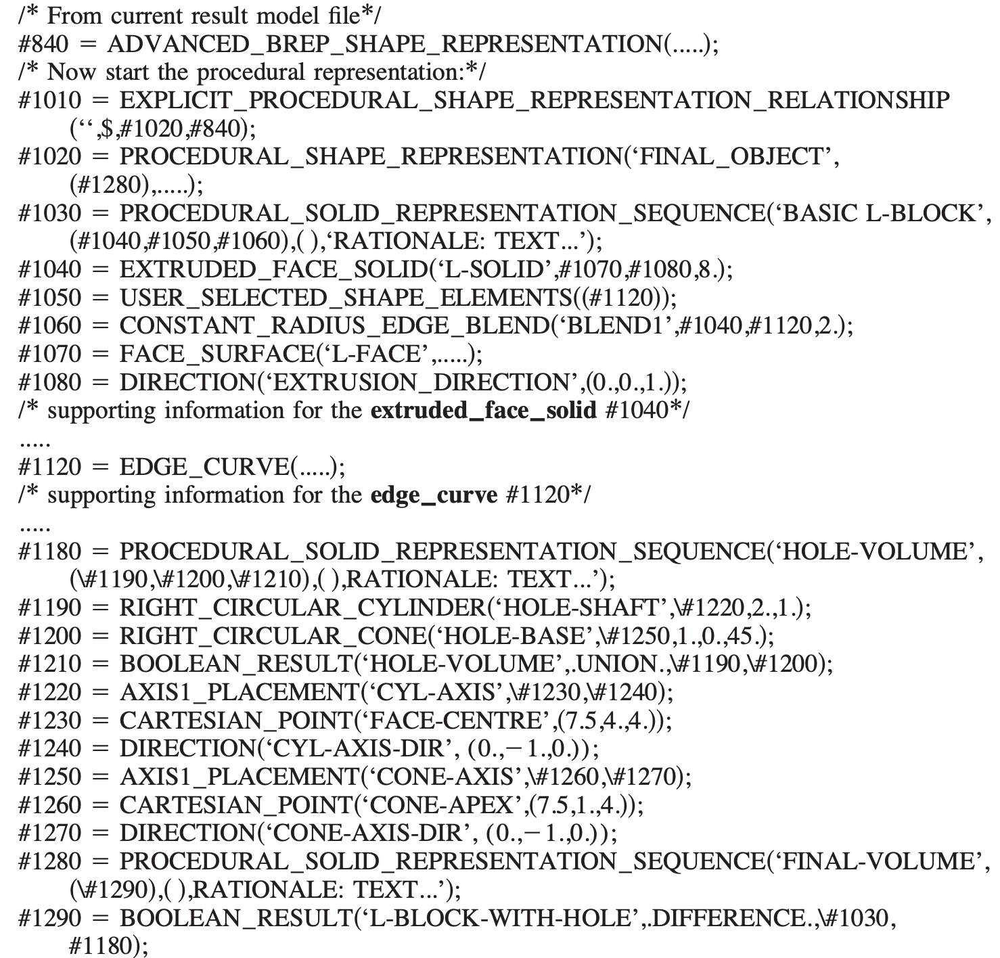 /* From current result model file*/
#840 = ADVANCED_BREP_SHAPE_REPRESENTATION(.....);
/* Now start the procedural representation:*/
#1010 = EXPLICIT_PROCEDURAL_SHAPE_REPRESENTATION_RELATIONSHIP
(‘‘,$,#1020,#840);
#1020 = PROCEDURAL_SHAPE_REPRESENTATION(‘FINAL_OBJECT’,
(#1280),.....);
#1030 = PROCEDURAL_SOLID_REPRESENTATION_SEQUENCE(‘BASIC L-BLOCK’,
(#1040,#1050,#1060),( ),‘RATIONALE: TEXT...’);
#1040 = EXTRUDED_FACE_SOLID(‘L-SOLID’,#1070,#1080,8.);
#1050 = USER_SELECTED_SHAPE_ELEMENTS((#1120));
#1060 = CONSTANT_RADIUS_EDGE_BLEND(‘BLEND1’,#1040,#1120,2.);
#1070 = FACE_SURFACE(‘L-FACE’,.....);
#1080 = DIRECTION(‘EXTRUSION_DIRECTION’,(0.,0.,1.));
/* supporting information for the extruded_face_solid #1040*/
.....
#1120 = EDGE_CURVE(.....);
/* supporting information for the edge_curve #1120*/
.....
#1180 = PROCEDURAL_SOLID_REPRESENTATION_SEQUENCE(‘HOLE-VOLUME’,
(\#1190,\#1200,\#1210),( ),RATIONALE: TEXT...’);
#1190 = RIGHT_CIRCULAR_CYLINDER(‘HOLE-SHAFT’,\#1220,2.,1.);
#1200 = RIGHT_CIRCULAR_CONE(‘HOLE-BASE’,\#1250,1.,0.,45.);
#1210 = BOOLEAN_RESULT(‘HOLE-VOLUME’,.UNION.,\#1190,\#1200);
#1220 = AXIS1_PLACEMENT(‘CYL-AXIS’,\#1230,\#1240);
#1230 = CARTESIAN_POINT(‘FACE-CENTRE’,(7.5,4.,4.));
#1240 = DIRECTION(‘CYL-AXIS-DIR’, (0.,−1.,0.));
#1250 = AXIS1_PLACEMENT(‘CONE-AXIS’,\#1260,\#1270);
#1260 = CARTESIAN_POINT(‘CONE-APEX’,(7.5,1.,4.));
#1270 = DIRECTION(‘CONE-AXIS-DIR’, (0.,−1.,0.));
#1280 = PROCEDURAL_SOLID_REPRESENTATION_SEQUENCE(‘FINAL-VOLUME’,
(\#1290),( ),RATIONALE: TEXT...’);
#1290 = BOOLEAN_RESULT(‘L-BLOCK-WITH-HOLE’,.DIFFERENCE.,\#1030,
#1180);